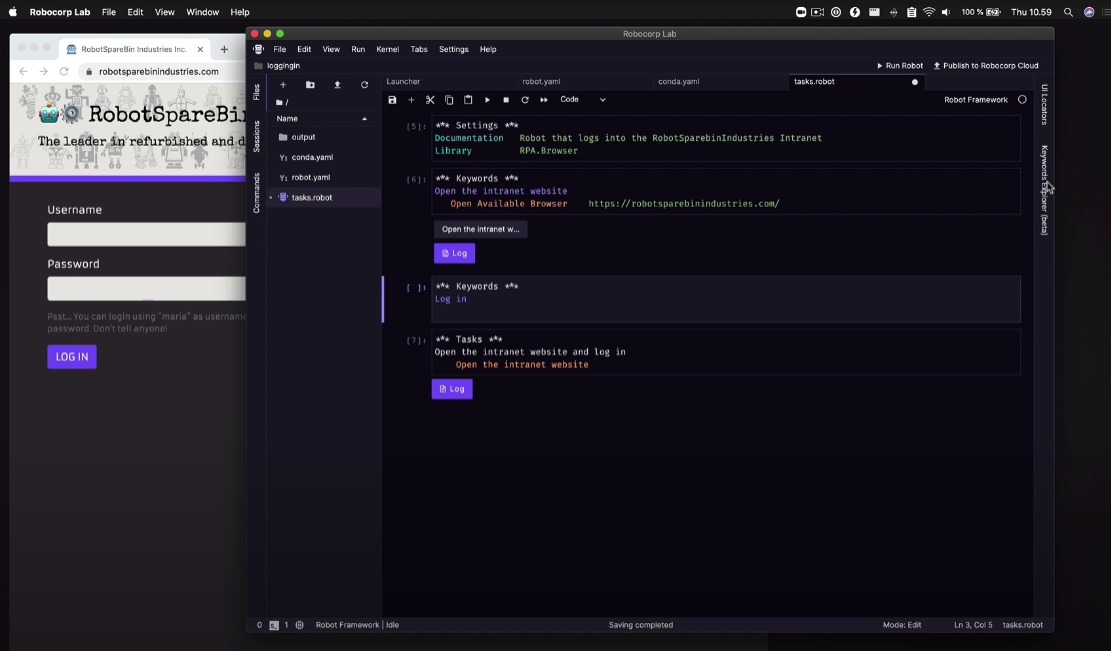 Robocorp Lab File Edit View Window Help 100 % Thu 10.59
RobotSpareBin Industries Inc.
robotsparebinindustries.com
RobotSpareBin
The leader in refurbished and d
Username
Password
Psst... You can login using "maria" as username
password. Don't tell anyone!
LOG IN
Robocorp Lab
File Edit View Run Kernel Tabs Settings Help
loggingin
Run Robot Publish to Robocorp Cloud
Files
Sessions
Commands
/
Name
output
Y: conda.yaml
Y: robot.yaml
tasks.robot
Launcher robot.yaml conda.yaml tasks.robot
Code Robot Framework
[5]: *** Settings ***
Documentation Robot that logs into the RobotSparebinIndustries Intranet
Library RPA.Browser
[6]: *** Keywords ***
Open the intranet website
Open Available Browser https://robotsparebinindustries.com/
Open the intranet w...
Log
[ ]: *** Keywords ***
Log in
[7]: *** Tasks ***
Open the intranet website and log in
Open the intranet website
Log
UI Locators
Keywords Explorer (beta)
0 1 Robot Framework | Idle Saving completed Mode: Edit Ln 3, Col 5 tasks.robot